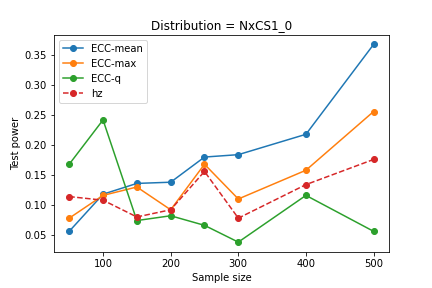 Distribution = NxCS1_0
ECC-mean
ECC-max
ECC-q
hz
Test power
0.35
0.30
0.25
0.20
0.15
0.10
0.05
100 200 300 400 500
Sample size